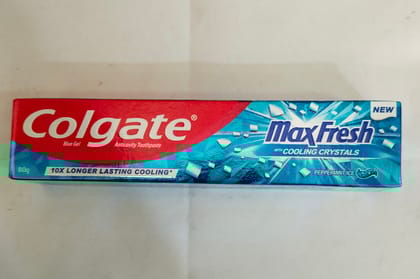 Colgate®
Blue Gel Anticavity Toothpaste
80g
10X LONGER LASTING COOLING*
NEW
MaxFresh
WITH COOLING CRYSTALS
PEPPERMINT ICE